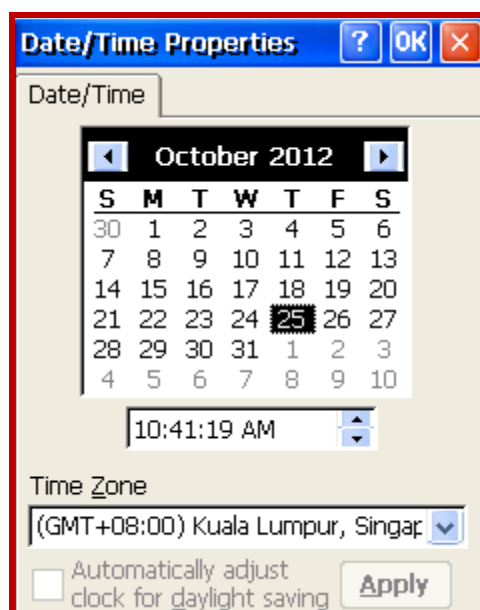 Date/Time Properties ? OK
Date/Time
October 2012
S M T W T F S
30 1 2 3 4 5 6
7 8 9 10 11 12 13
14 15 16 17 18 19 20
21 22 23 24 25 26 27
28 29 30 31 1 2 3
4 5 6 7 8 9 10
10:41:19 AM
Time Zone
(GMT+08:00) Kuala Lumpur, Singap
Automatically adjust
clock for daylight saving
Apply